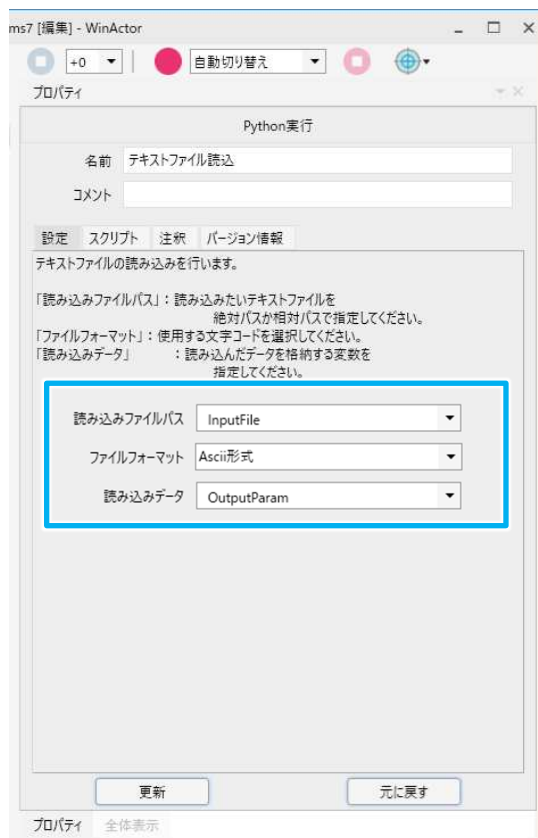 ms7 [編集] - WinActor
+0
自動切り替え
プロパティ
Python実行
名前 テキストファイル読込
コメント
設定 スクリプト 注釈 バージョン情報
テキストファイルの読み込みを行います。
「読み込みファイルパス」：読み込みたいテキストファイルを
絶対パスか相対パスで指定してください。
「ファイルフォーマット」：使用する文字コードを選択してください。
「読み込みデータ」 ：読み込んだデータを格納する変数を
指定してください。
読み込みファイルパス InputFile
ファイルフォーマット Ascii形式
読み込みデータ OutputParam
更新 元に戻す
プロパティ 全体表示